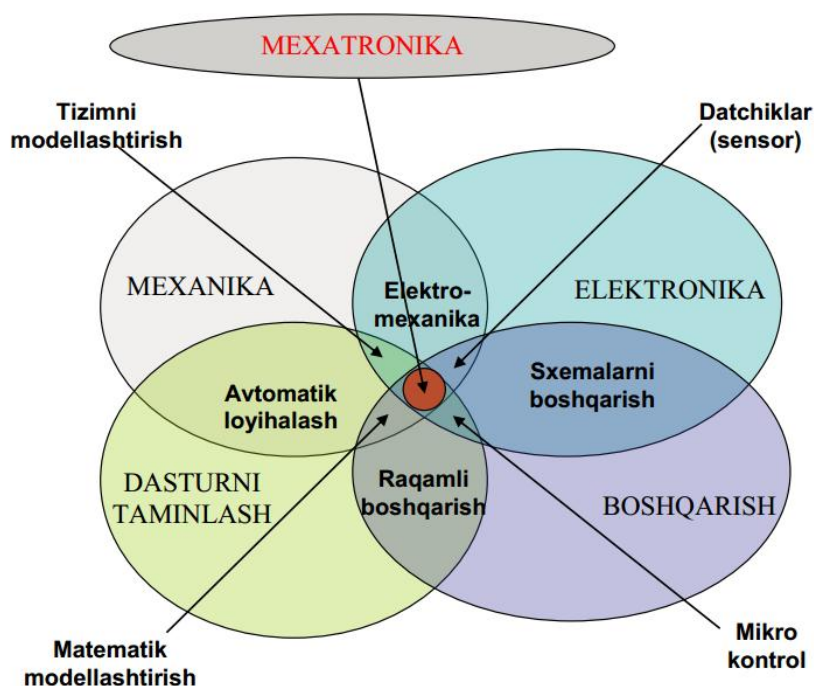 MEXATRONIKA
Tizimni
modellashtirish
Datchiklar
(sensor)
MEXANIKA
Elektro-
mexanika
ELEKTRONIKA
Avtomatik
loyihalash
Sxemalarni
boshqarish
DASTURNI
TAMINLASH
Raqamli
boshqarish
BOSHQARISH
Matematik
modellashtirish
Mikro
kontrol